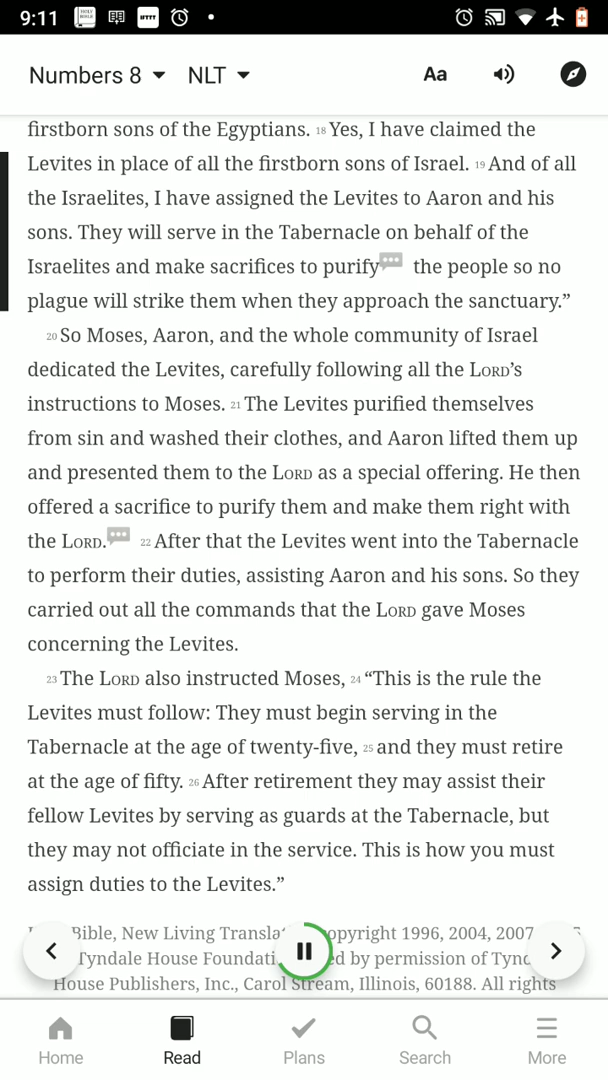 9:11
HOLY BIBLE
IFTTT
Numbers 8 NLT Aa
firstborn sons of the Egyptians. 18 Yes, I have claimed the
Levites in place of all the firstborn sons of Israel. 19 And of all
the Israelites, I have assigned the Levites to Aaron and his
sons. They will serve in the Tabernacle on behalf of the
Israelites and make sacrifices to purify the people so no
plague will strike them when they approach the sanctuary.”
20 So Moses, Aaron, and the whole community of Israel
dedicated the Levites, carefully following all the LORD’s
instructions to Moses. 21 The Levites purified themselves
from sin and washed their clothes, and Aaron lifted them up
and presented them to the LORD as a special offering. He then
offered a sacrifice to purify them and make them right with
the LORD. 22 After that the Levites went into the Tabernacle
to perform their duties, assisting Aaron and his sons. So they
carried out all the commands that the LORD gave Moses
concerning the Levites.
23 The LORD also instructed Moses, 24 “This is the rule the
Levites must follow: They must begin serving in the
Tabernacle at the age of twenty-five, 25 and they must retire
at the age of fifty. 26 After retirement they may assist their
fellow Levites by serving as guards at the Tabernacle, but
they may not officiate in the service. This is how you must
assign duties to the Levites.”
Bible, New Living copyright 1996, 2004, 2007,
Tyndale House by permission of
House Publishers, Inc., Carol Stream, Illinois, 60188. All rights
Home Read Plans Search More